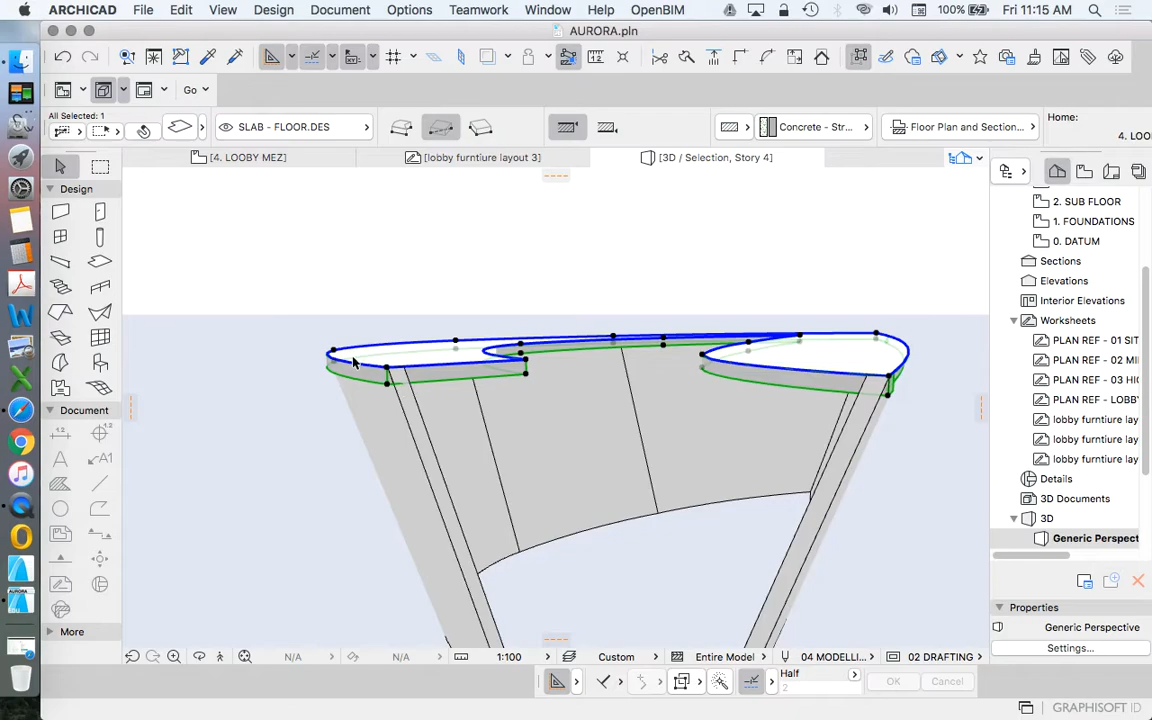 ARCHICAD File Edit View Design Document Options Teamwork Window Help OpenBIM 100% Fri 11:15 AM
AURORA.pln
Go
All Selected: 1
SLAB - FLOOR.DES
Concrete - Str...
Floor Plan and Section...
Home:
4. LOO
[4. LOOBY MEZ]
[lobby furntiure layout 3]
[3D / Selection, Story 4]
Design
Document
More
2. SUB FLOOR
1. FOUNDATIONS
0. DATUM
Sections
Elevations
Interior Elevations
Worksheets
PLAN REF - 01 SIT
PLAN REF - 02 MI
PLAN REF - 03 HIG
PLAN REF - LOBB
lobby furntiure lay
lobby furntiure lay
lobby furntiure lay
Details
3D Documents
3D
Generic Perspect
Properties
Generic Perspective
Settings...
N/A
N/A
1:100
Custom
Entire Model
04 MODELLI...
02 DRAFTING
Half
2
OK
Cancel
GRAPHISOFT ID